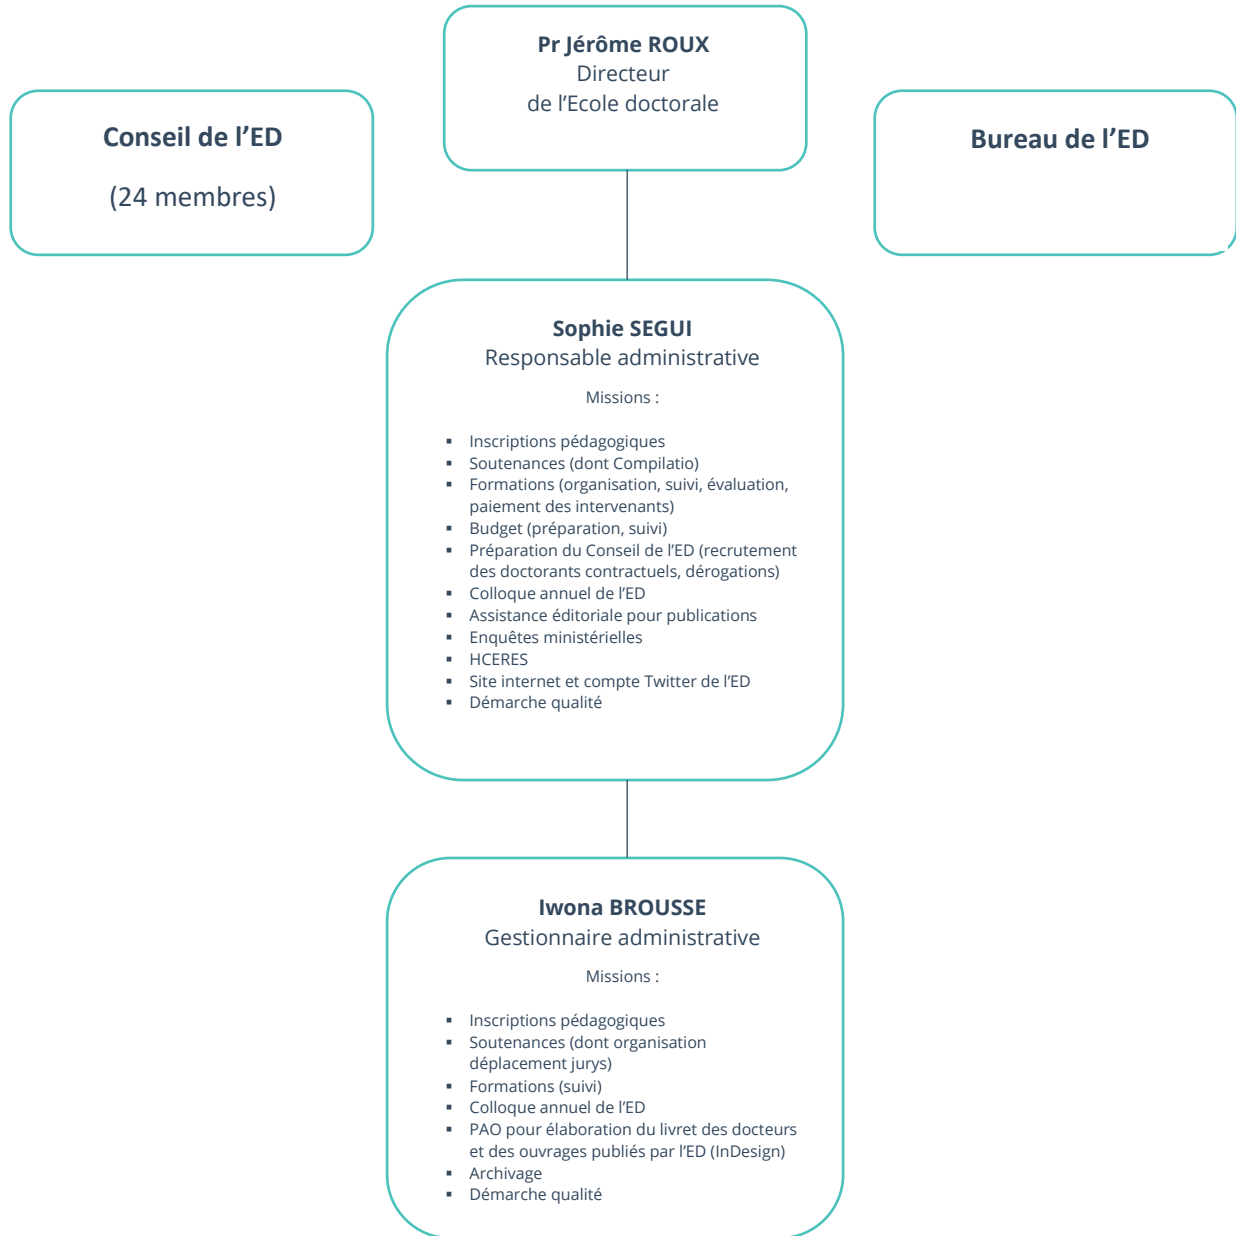 Pr Jérôme ROUX
Directeur
de l’Ecole doctorale
Conseil de l’ED
(24 membres)
Bureau de l’ED
Sophie SEGUI
Responsable administrative
Missions :
▪ Inscriptions pédagogiques
▪ Soutenances (dont Compilatio)
▪ Formations (organisation, suivi, évaluation,
paiement des intervenants)
▪ Budget (préparation, suivi)
▪ Préparation du Conseil de l’ED (recrutement
des doctorants contractuels, dérogations)
▪ Colloque annuel de l’ED
▪ Assistance éditoriale pour publications
▪ Enquêtes ministérielles
▪ HCERES
▪ Site internet et compte Twitter de l’ED
▪ Démarche qualité
Iwona BROUSSE
Gestionnaire administrative
Missions :
▪ Inscriptions pédagogiques
▪ Soutenances (dont organisation
déplacement jurys)
▪ Formations (suivi)
▪ Colloque annuel de l’ED
▪ PAO pour élaboration du livret des docteurs
et des ouvrages publiés par l’ED (InDesign)
▪ Archivage
▪ Démarche qualité